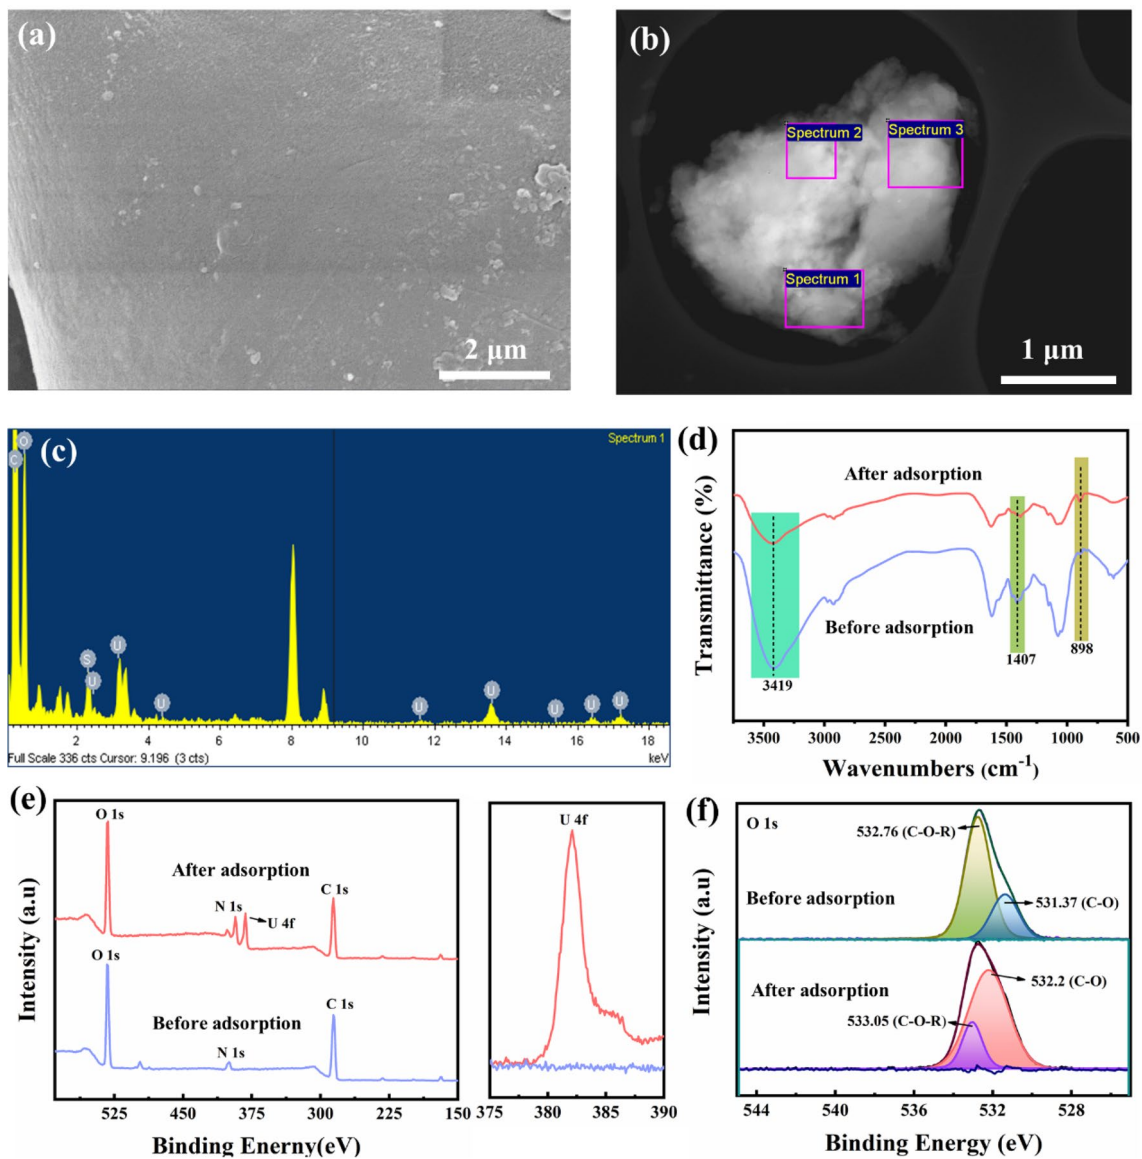 (a)
2 μm
(b)
Spectrum 2
Spectrum 3
Spectrum 1
1 μm
(c)
Spectrum 1
C
O
S
U
U
U
U
U
U
U
U
2
4
6
8
10
12
14
16
18
Full Scale 336 cts Cursor: 9.196 (3 cts)
keV
(d)
Transmittance (%)
After adsorption
Before adsorption
3419
1407
898
3500
3000
2500
2000
1500
1000
500
Wavenumbers (cm⁻¹)
(e)
Intensity (a.u)
O 1s
After adsorption
N 1s
U 4f
C 1s
O 1s
Before adsorption
N 1s
C 1s
525
450
375
300
225
150
Binding Enerny(eV)
U 4f
375
380
385
390
(f)
Intensity (a.u)
O 1s
532.76 (C-O-R)
Before adsorption
531.37 (C-O)
After adsorption
532.2 (C-O)
533.05 (C-O-R)
544
540
536
532
528
Binding Energy (eV)